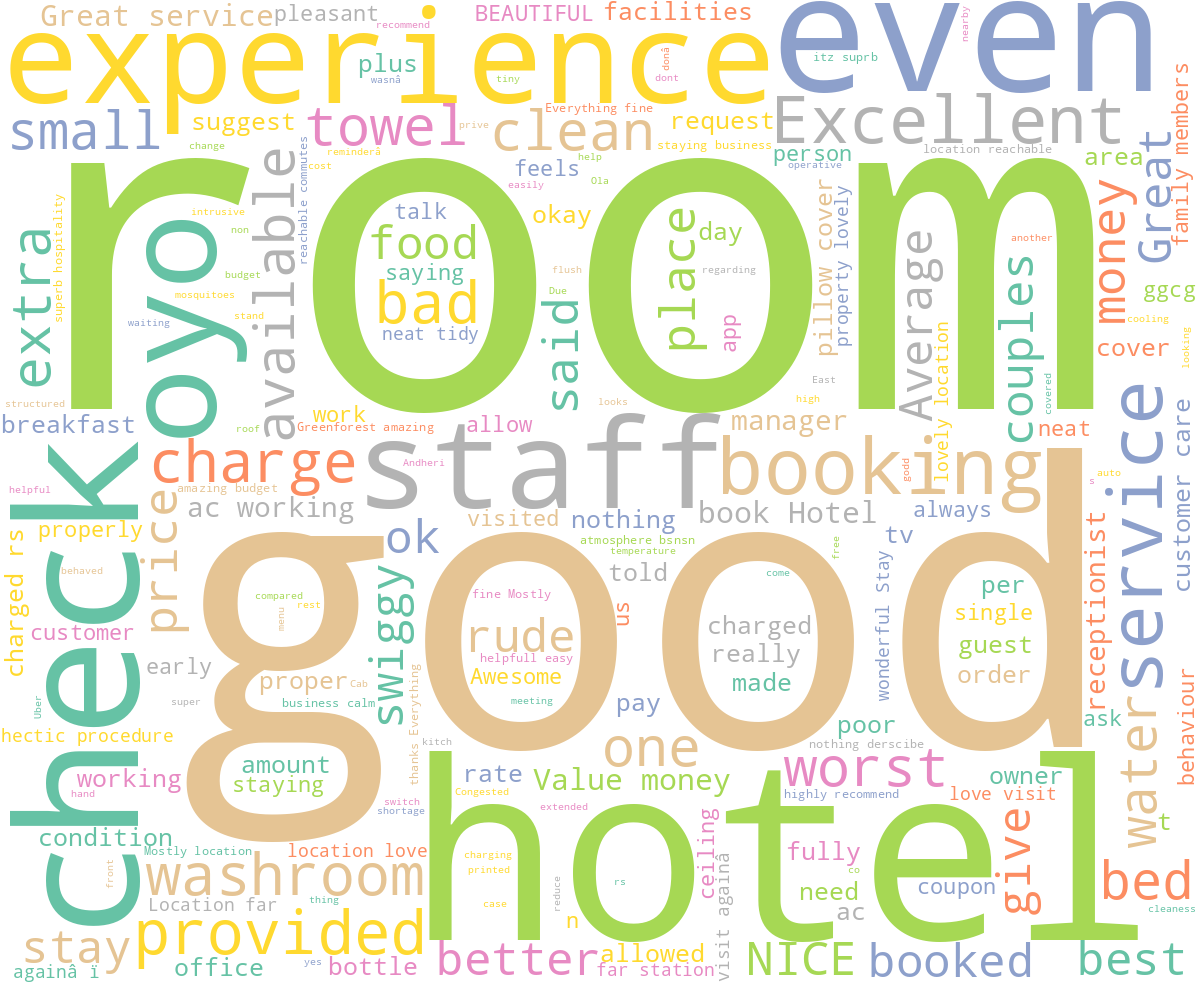 Great service
pleasant
recommend
BEAUTIFUL
facilities
even
nearby
experience
plus
wasnâ
tiny
donâ
dont
itz suprb
small
suggest
change
towel
reminderâ
cost
prive
clean
Everything fine
request
staying business
Excellent
location reachable
person
operative
area
Great
family members
room
reachable commutes
available
feels
help
easily
Ola
okay
talk
food
saying
bad
neat tidy
place
day
regarding
app
pillow cover
property lovely
Average
another
couples
money
ggcg
cooling
looking
cover
extra
superb hospitality
oyo
intrusive
non
budget
mosquitoes
stand
waiting
flush
Due
said
East
high
looks
lovely location
covered
neat
structured
breakfast
roof
work
Greenforest amazing
allow
manager
charge
staff
Andheri
booking
godd
auto
s
customer care
service
check
helpful
amazing budget
ac working
price
properly
charged rs
behaved
customer
ok
visited
nothing
atmosphere bsnsn
temperature
book Hotel
always
tv
free
told
come
wonderful Stay
receptionist
good
compared
rest
menu
swiggy
fine Mostly
rude
helpfull easy
Awesome
meeting
us
charged
really
made
per
single
guest
order
early
proper
Cab
super
business calm
thanks Everything
Uber
hectic procedure
pay
poor
nothing derscibe
ask
behaviour
water
t
working
hand
amount
staying
kitch
one
rate
Congested
Value money
extended
switch
shortage
worst
highly recommend
owner
love visit
hotel
condition
Mostly location
location love
washroom
front
Location far
thing
charging
printed
case
reduce
rs
n
ceiling
visit againâ
fully
co
need
ac
coupon
give
bed
cleaness
stay
provided
againâ ï
office
yes
bottle
better
allowed
far station
NICE
booked
best